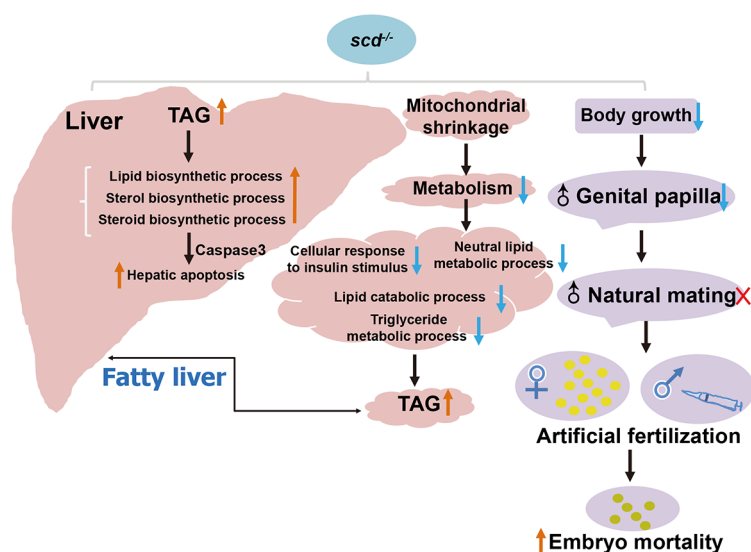 scd-/-
Liver
TAG
Lipid biosynthetic process
Sterol biosynthetic process
Steroid biosynthetic process
Caspase3
Hepatic apoptosis
Fatty liver
Mitochondrial
shrinkage
Metabolism
Cellular response
to insulin stimulus
Neutral lipid
metabolic process
Lipid catabolic process
Triglyceride
metabolic process
TAG
Body growth
♂ Genital papilla
♂ Natural mating
♀
♂
Artificial fertilization
Embryo mortality